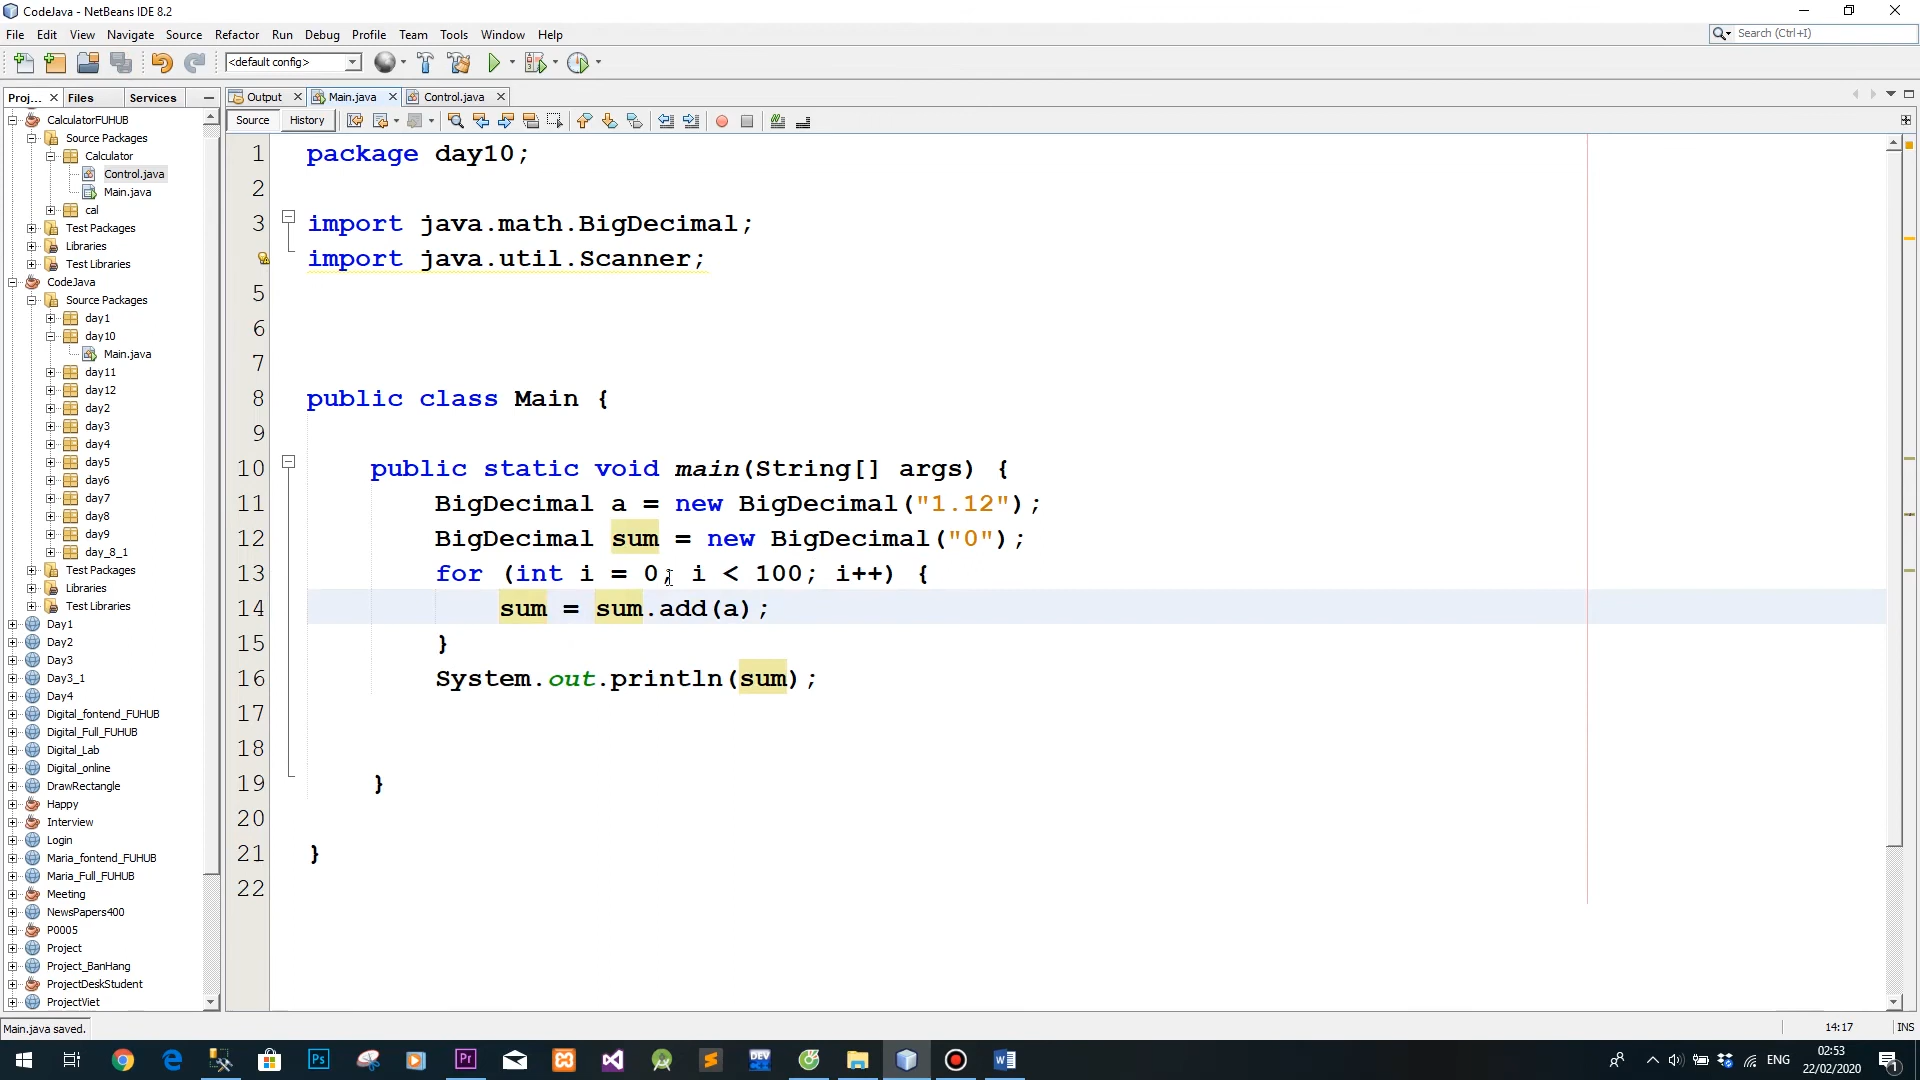 CodeJava - NetBeans IDE 8.2
File Edit View Navigate Source Refactor Run Debug Profile Team Tools Window Help
Search (Ctrl+I)
<default config>
Proj... Files Services
Output Main.java Control.java
Source History
CalculatorFUHUB
Source Packages
Calculator
Control.java
Main.java
cal
Test Packages
Libraries
Test Libraries
CodeJava
Source Packages
day1
day10
Main.java
day11
day12
day2
day3
day4
day5
day6
day7
day8
day9
day_8_1
Test Packages
Libraries
Test Libraries
Day1
Day2
Day3
Day3_1
Day4
Digital_fontend_FUHUB
Digital_Full_FUHUB
Digital_Lab
Digital_online
DrawRectangle
Happy
Interview
Login
Maria_fontend_FUHUB
Maria_Full_FUHUB
Meeting
NewsPapers400
P0005
Project
Project_BanHang
ProjectDeskStudent
ProjectViet
1 package day10;
2
3 import java.math.BigDecimal;
import java.util.Scanner;
5
6
7
8 public class Main {
9
10 public static void main(String[] args) {
11 BigDecimal a = new BigDecimal("1.12");
12 BigDecimal sum = new BigDecimal("0");
13 for (int i = 0; i < 100; i++) {
14 sum = sum.add(a);
15 }
16 System.out.println(sum);
17
18
19 }
20
21 }
22
Main.java saved.
14:17 INS
Ps Pr DEV
ENG
02:53
22/02/2020
1